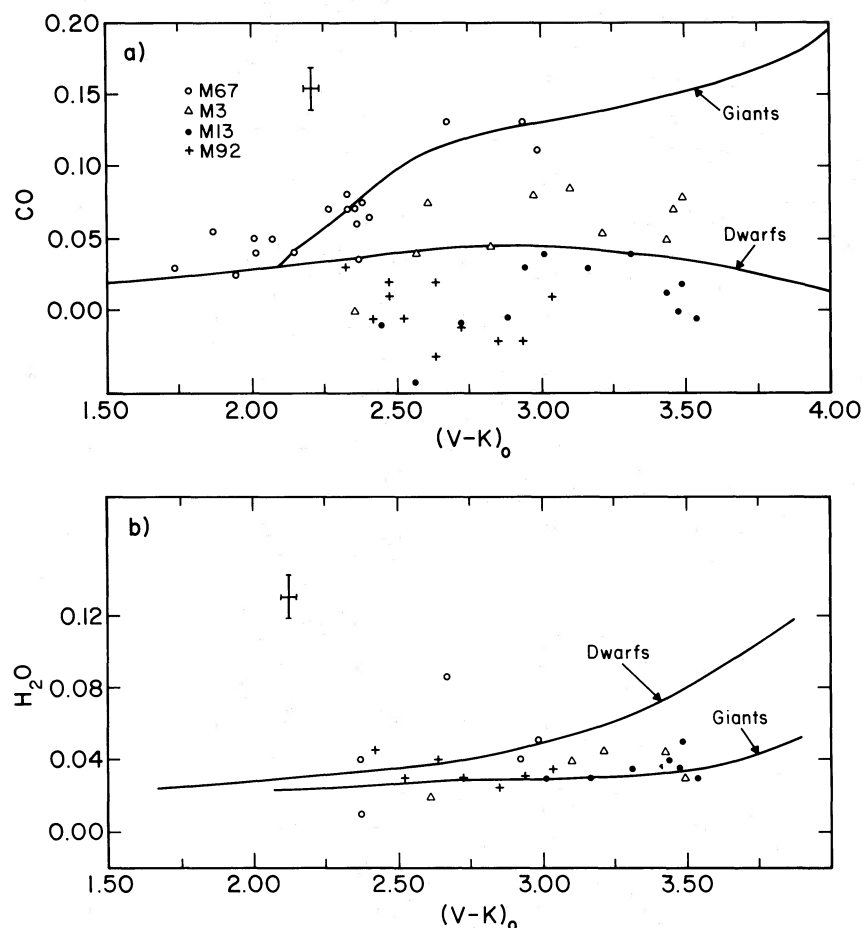 a)
0.20
0.15
0.10
0.05
0.00
CO
M67
M3
M13
M92
Giants
Dwarfs
1.50 2.00 2.50 3.00 3.50 4.00
(V-K)₀
b)
0.12
0.08
0.04
0.00
H₂O
Dwarfs
Giants
1.50 2.00 2.50 3.00 3.50
(V-K)₀